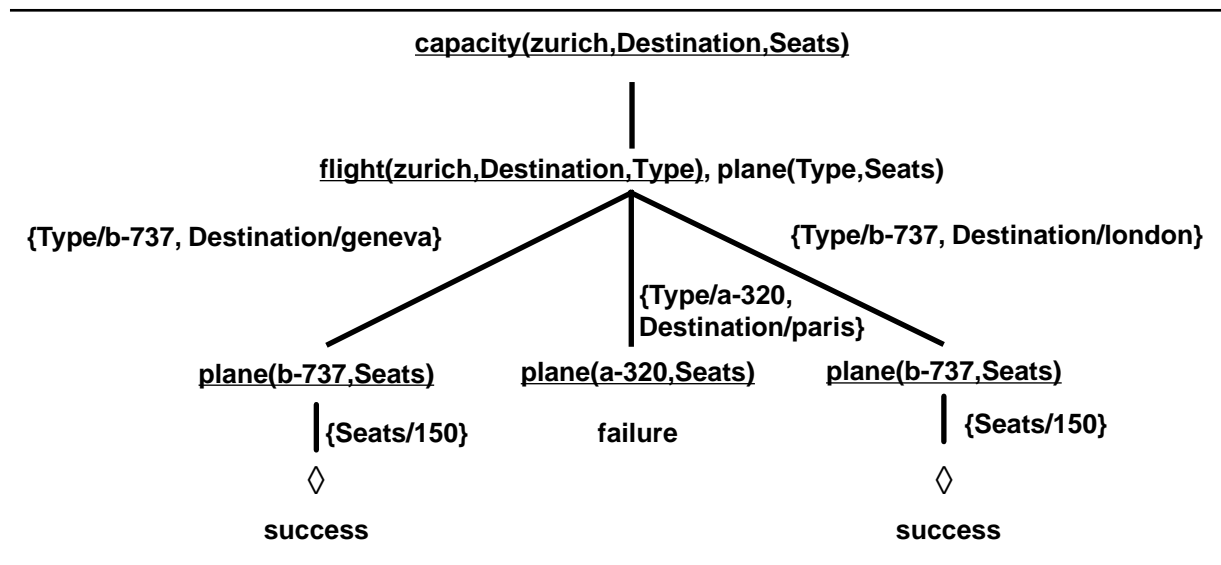 capacity(zurich,Destination,Seats)
flight(zurich,Destination,Type), plane(Type,Seats)
{Type/b-737, Destination/geneva}
{Type/b-737, Destination/london}
{Type/a-320,
Destination/paris}
plane(b-737,Seats)
plane(a-320,Seats)
plane(b-737,Seats)
{Seats/150}
failure
{Seats/150}
◊
◊
success
success